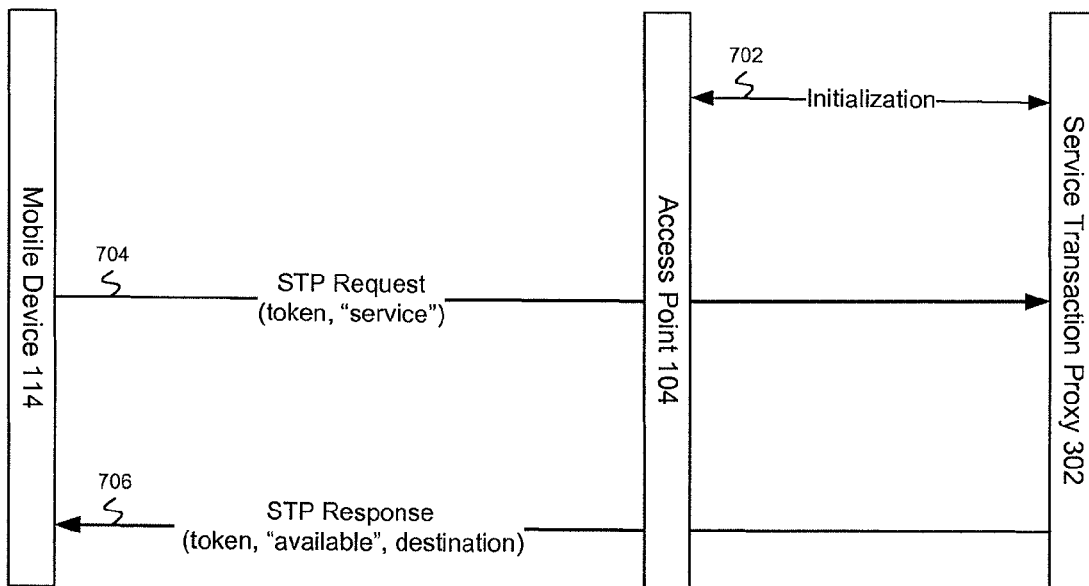 702
Initialization
Mobile Device 114
Access Point 104
Service Transaction Proxy 302
704
STP Request
(token, “service”)
706
STP Response
(token, “available”, destination)